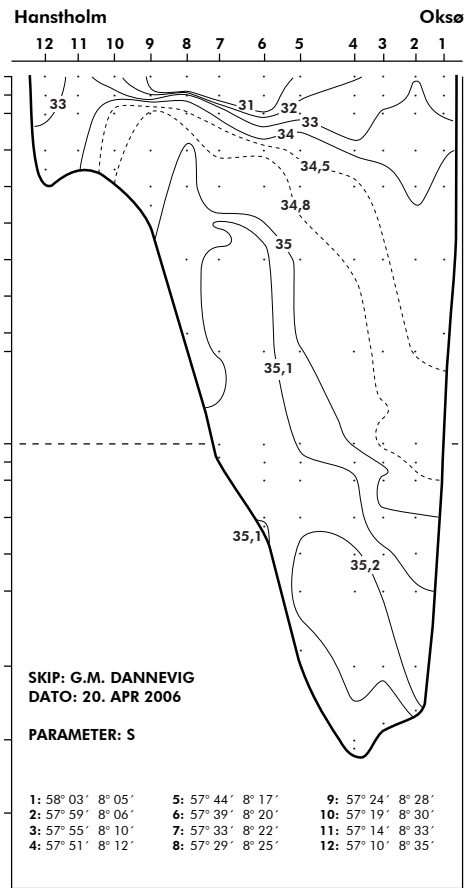 Hanstholm Oksø
12 11 10 9 8 7 6 5 4 3 2 1
33 31 32
33
34
34,5
34,8
35
35,1
35,1
35,2
SKIP: G.M. DANNEVIG
DATO: 20. APR 2006
PARAMETER: S
1: 58° 03´ 8° 05´ 5: 57° 44´ 8° 17´ 9: 57° 24´ 8° 28´
2: 57° 59´ 8° 06´ 6: 57° 39´ 8° 20´ 10: 57° 19´ 8° 30´
3: 57° 55´ 8° 10´ 7: 57° 33´ 8° 22´ 11: 57° 14´ 8° 33´
4: 57° 51´ 8° 12´ 8: 57° 29´ 8° 25´ 12: 57° 10´ 8° 35´